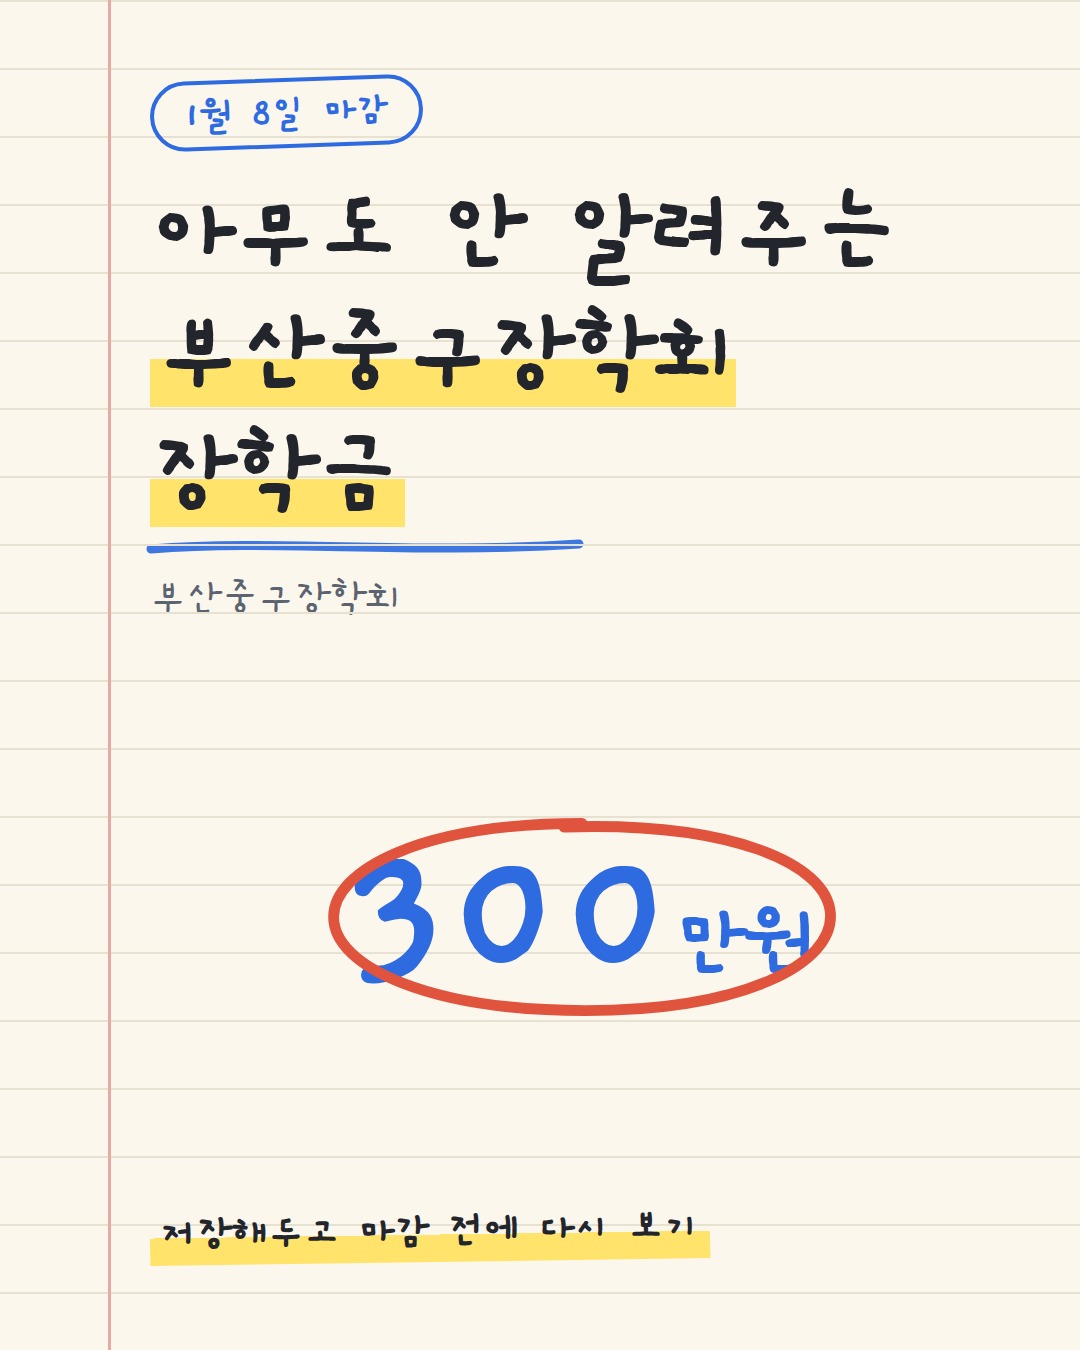 1월 8일 마감
아무도 안 알려주는
부산중구장학회
장학금
부산중구장학회
300만원
저장해두고 마감 전에 다시 보기